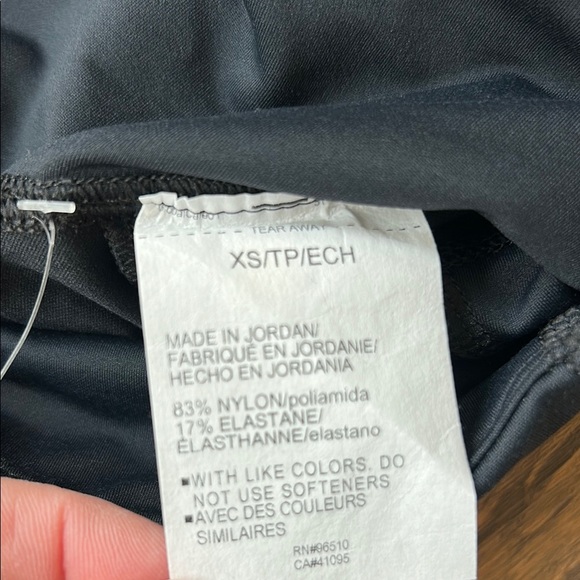 TEAR AWAY
XS/TP/ECH
MADE IN JORDAN/
FABRIQUÉ EN JORDANIE/
HECHO EN JORDANIA
83% NYLON/poliamida
17% ELASTANE/
ÉLASTHANNE/elastano
▪WITH LIKE COLORS. DO
NOT USE SOFTENERS
▪AVEC DES COULEURS
SIMILAIRES
RN#96510
CA#41095